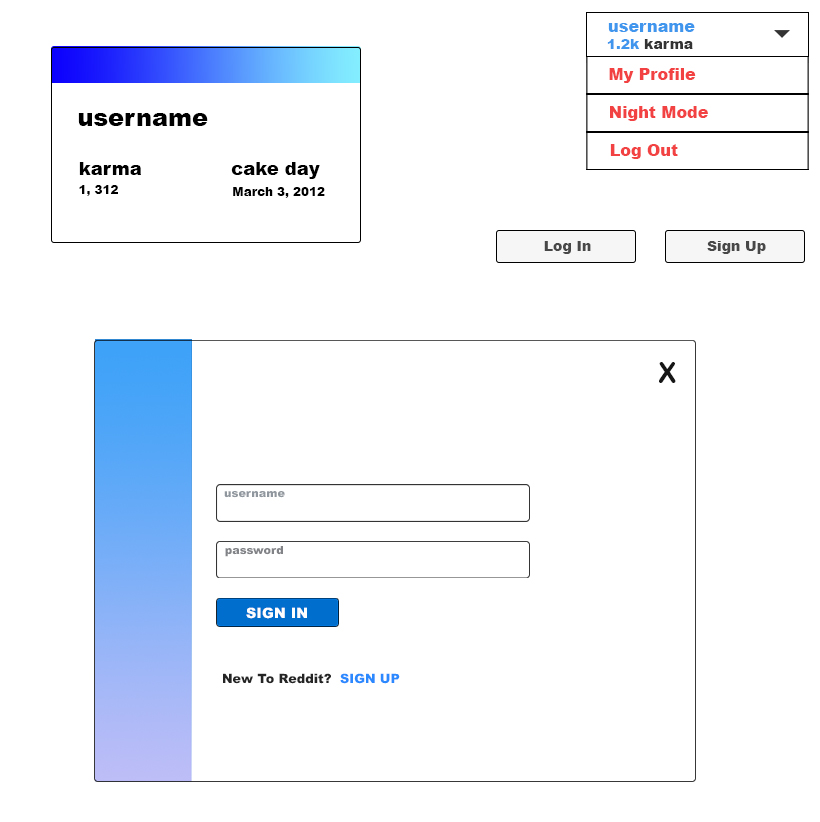 username
1.2k karma
My Profile
Night Mode
Log Out
username
karma cake day
1, 312 March 3, 2012
Log In Sign Up
X
username
password
SIGN IN
New To Reddit? SIGN UP